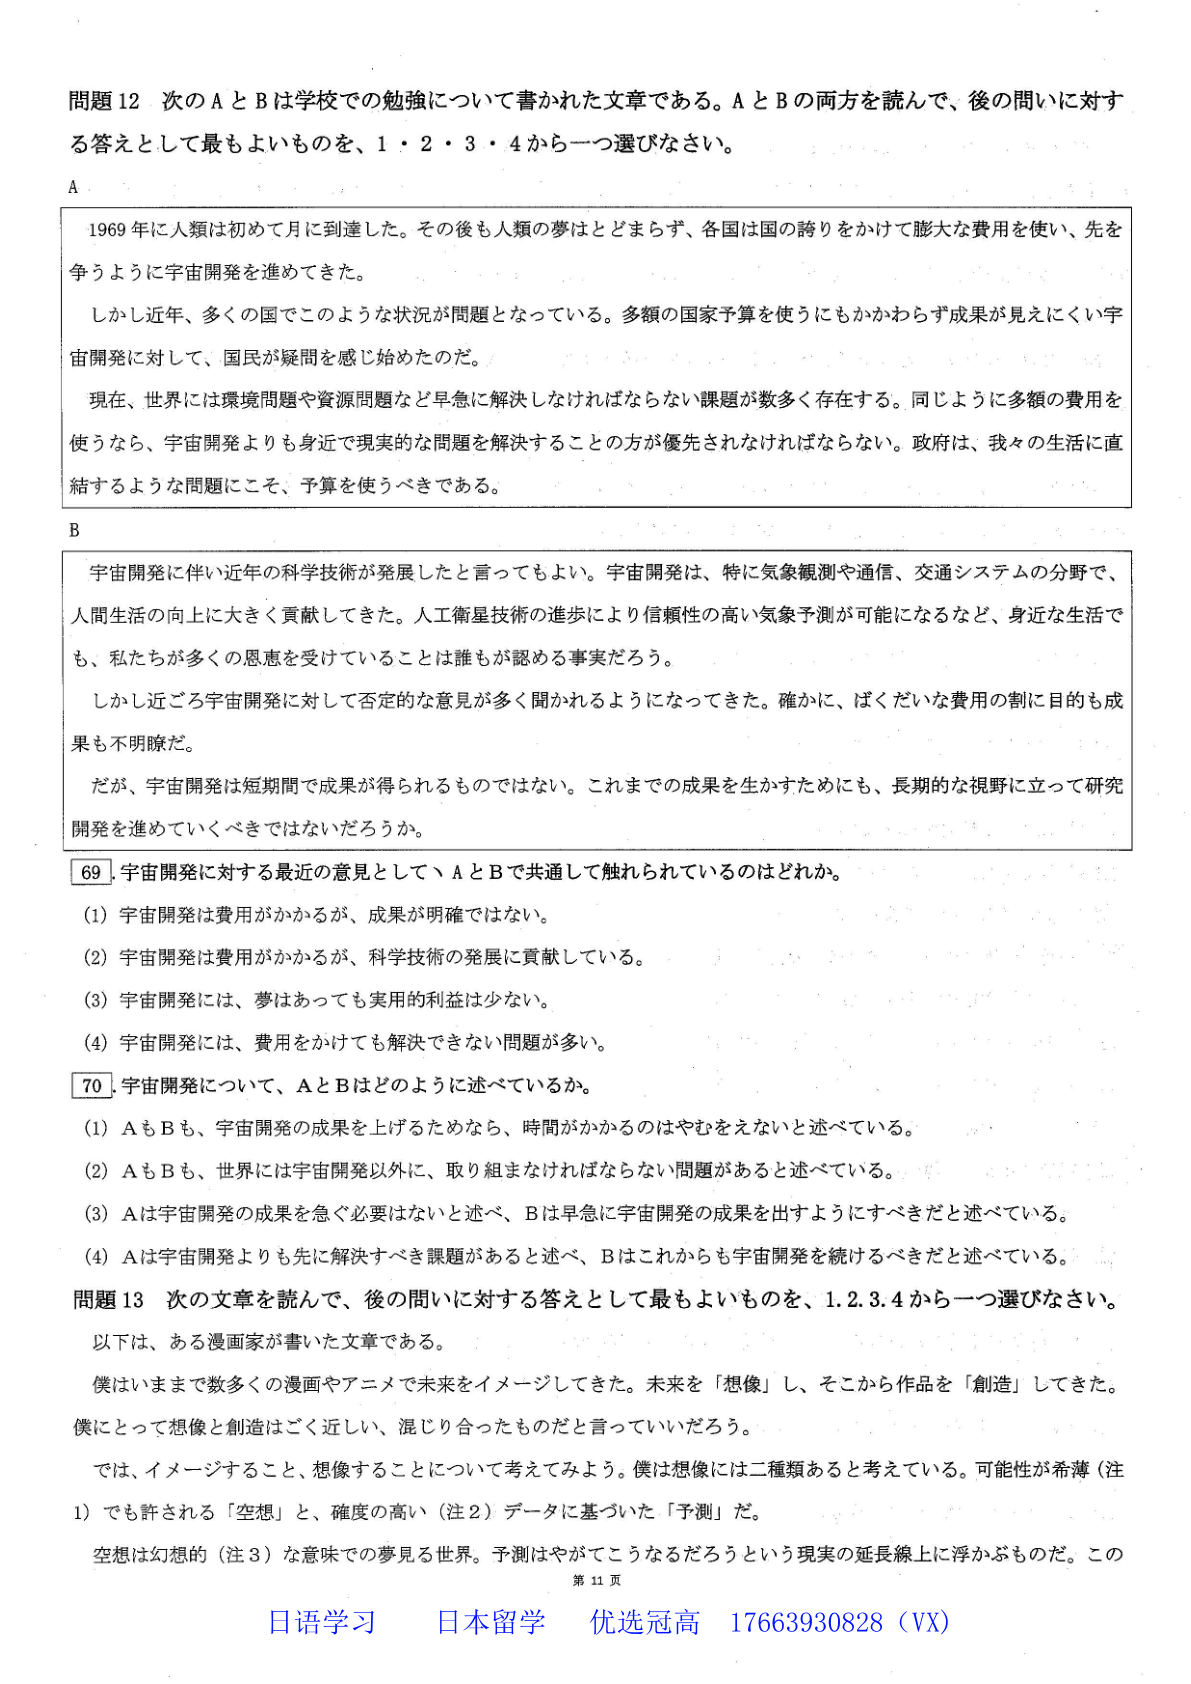 問題12　次のAとBは学校での勉強について書かれた文章である。AとBの両方を読んで、後の問いに対す
る答えとして最もよいものを、1・2・3・4から一つ選びなさい。
A
1969年に人類は初めて月に到達した。その後も人類の夢はとどまらず、各国は国の誇りをかけて膨大な費用を使い、先を
争うように宇宙開発を進めてきた。
しかし近年、多くの国でこのような状況が問題となっている。多額の国家予算を使うにもかかわらず成果が見えにくい宇
宙開発に対して、国民が疑問を感じ始めたのだ。
現在、世界には環境問題や資源問題など早急に解決しなければならない課題が数多く存在する。同じように多額の費用を
使うなら、宇宙開発よりも身近で現実的な問題を解決することの方が優先されなければならない。政府は、我々の生活に直
結するような問題にこそ、予算を使うべきである。
B
宇宙開発に伴い近年の科学技術が発展したと言ってもよい。宇宙開発は、特に気象観測や通信、交通システムの分野で、
人間生活の向上に大きく貢献してきた。人工衛星技術の進歩により信頼性の高い気象予測が可能になるなど、身近な生活で
も、私たちが多くの恩恵を受けていることは誰もが認める事実だろう。
しかし近ごろ宇宙開発に対して否定的な意見が多く聞かれるようになってきた。確かに、ばくだいな費用の割に目的も成
果も不明瞭だ。
だが、宇宙開発は短期間で成果が得られるものではない。これまでの成果を生かすためにも、長期的な視野に立って研究
開発を進めていくべきではないだろうか。
69.宇宙開発に対する最近の意見として、AとBで共通して触れられているのはどれか。
(1) 宇宙開発は費用がかかるが、成果が明確ではない。
(2) 宇宙開発は費用がかかるが、科学技術の発展に貢献している。
(3) 宇宙開発には、夢はあっても実用的利益は少ない。
(4) 宇宙開発には、費用をかけても解決できない問題が多い。
70.宇宙開発について、AとBはどのように述べているか。
(1) AもBも、宇宙開発の成果を上げるためなら、時間がかかるのはやむをえないと述べている。
(2) AもBも、世界には宇宙開発以外に、取り組まなければならない問題があると述べている。
(3) Aは宇宙開発の成果を急ぐ必要はないと述べ、Bは早急に宇宙開発の成果を出すようにすべきだと述べている。
(4) Aは宇宙開発よりも先に解決すべき課題があると述べ、Bはこれからも宇宙開発を続けるべきだと述べている。
問題13　次の文章を読んで、後の問いに対する答えとして最もよいものを、1.2.3.4から一つ選びなさい。
以下は、ある漫画家が書いた文章である。
僕はいままで数多くの漫画やアニメで未来をイメージしてきた。未来を「想像」し、そこから作品を「創造」してきた。
僕にとって想像と創造はごく近しい、混じり合ったものだと言っていいだろう。
では、イメージすること、想像することについて考えてみよう。僕は想像には二種類あると考えている。可能性が希薄（注
1）でも許される「空想」と、確度の高い（注２）データに基づいた「予測」だ。
空想は幻想的（注３）な意味での夢見る世界。予測はやがてこうなるだろうという現実の延長線上に浮かぶものだ。この
第 11 页
日语学习　日本留学　优选冠高　17663930828（VX)